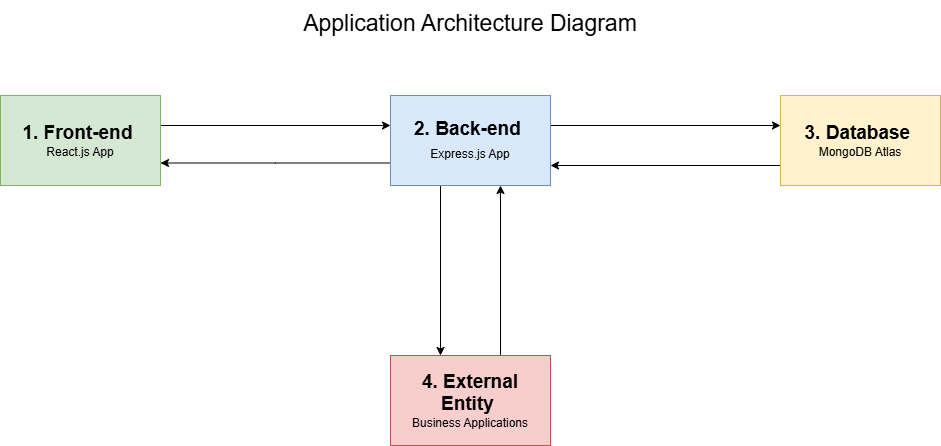 Application Architecture Diagram
1. Front-end
React.js App
2. Back-end
Express.js App
3. Database
MongoDB Atlas
4. External
Entity
Business Applications